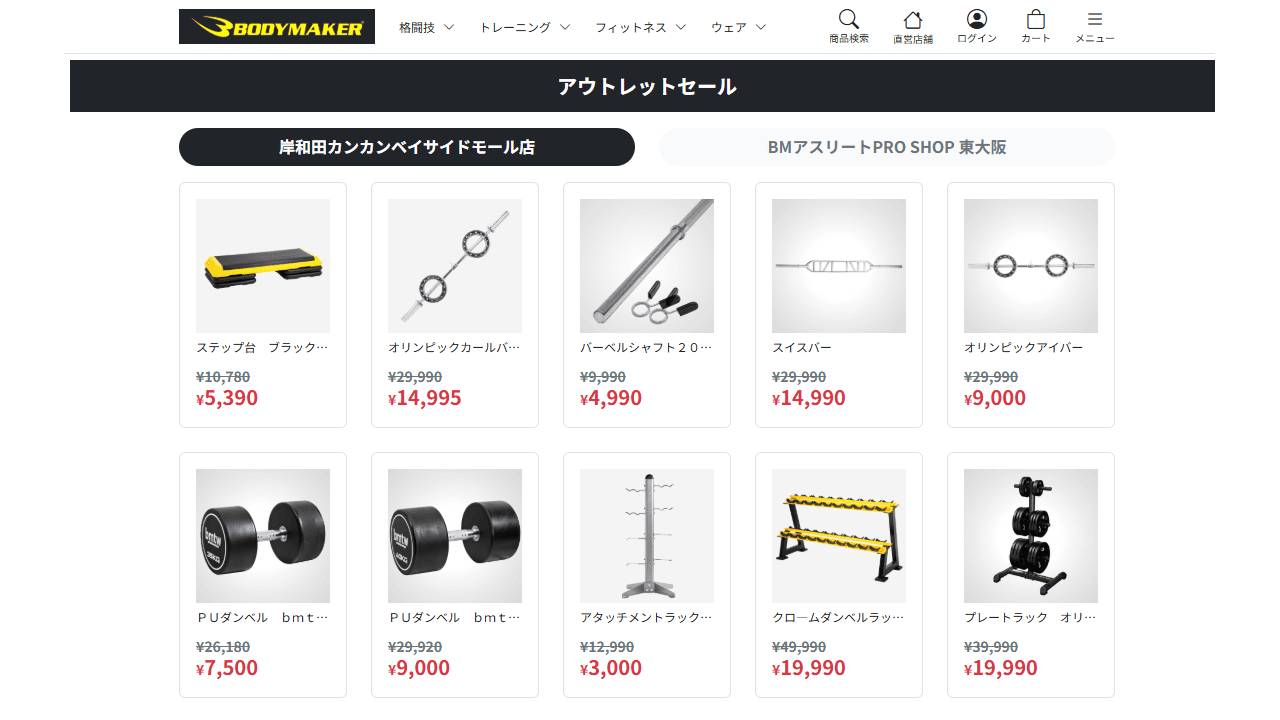 BODYMAKER
格闘技
トレーニング
フィットネス
ウェア
商品検索
直営店舗
ログイン
カート
メニュー
アウトレットセール
岸和田カンカンベイサイドモール店
BMアスリートPRO SHOP 東大阪
ステップ台　ブラック…
¥10,780
¥5,390
オリンピックカールバ…
¥29,990
¥14,995
バーベルシャフト２０…
¥9,990
¥4,990
スイスバー
¥29,990
¥14,990
オリンピックアイバー
¥29,990
¥9,000
bmtw
ＰＵダンベル　ｂｍｔ…
¥26,180
¥7,500
bmtw
ＰＵダンベル　ｂｍｔ…
¥29,920
¥9,000
アタッチメントラック…
¥12,990
¥3,000
クロームダンベルラッ…
¥49,990
¥19,990
プレートラック　オリ…
¥39,990
¥19,990